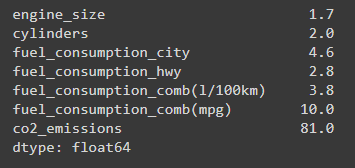 engine_size 1.7
cylinders 2.0
fuel_consumption_city 4.6
fuel_consumption_hwy 2.8
fuel_consumption_comb(l/100km) 3.8
fuel_consumption_comb(mpg) 10.0
co2_emissions 81.0
dtype: float64